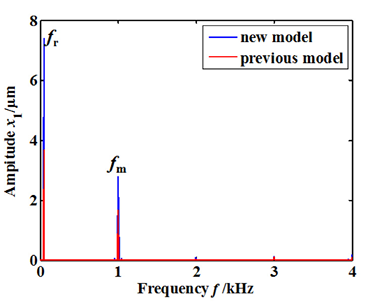 8
6
4
2
0
Ampitude x₁/μm
fᵣ
fₘ
new model
previous model
0 1 2 3 4
Frequency f /kHz